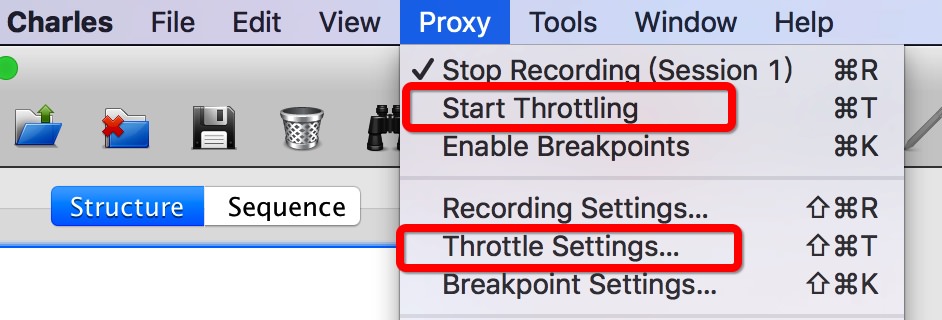 Charles File Edit View Proxy Tools Window Help
✓ Stop Recording (Session 1) ⌘R
Start Throttling ⌘T
Enable Breakpoints ⌘K
Structure Sequence
Recording Settings... ⇧⌘R
Throttle Settings... ⇧⌘T
Breakpoint Settings... ⇧⌘K